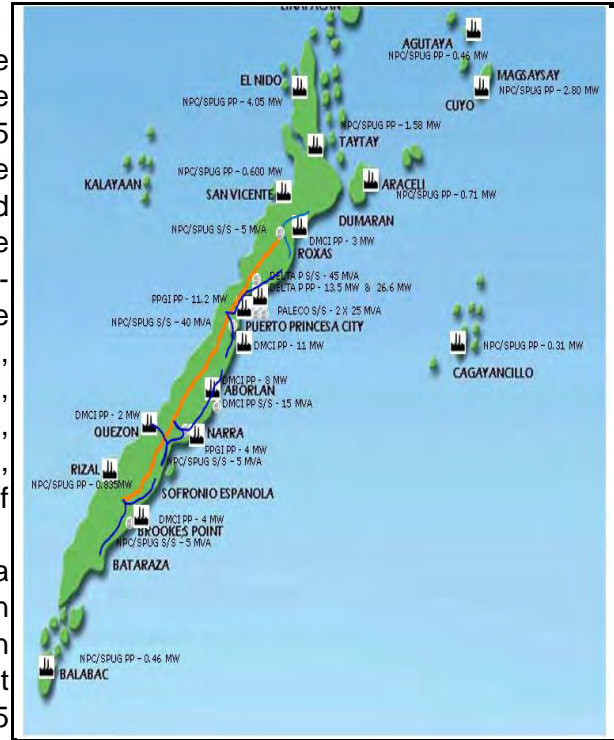 e
e
5
e
d
e
-
e
,
,
,
,
f
a
n
n
t
5
AGUTAYA
NPC/SPUG PP - 0.46 MW
MAGSAYSAY
NPC/SPUG PP - 2.80 MW
CUYO
EL NIDO
NPC/SPUG PP - 4.05 MW
NPC/SPUG PP - 1.58 MW
TAYTAY
KALAYAAN
NPC/SPUG PP - 0.600 MW
SAN VICENTE
ARACELI
NPC/SPUG PP - 0.71 MW
DUMARAN
NPC/SPUG S/S - 5 MVA
DMCI PP - 3 MW
ROXAS
DELTA P S/S - 45 MVA
DELTA P PP - 13.5 MW & 26.6 MW
PPGI PP - 11.2 MW
PALECO S/S - 2 X 25 MVA
NPC/SPUG S/S - 40 MVA
PUERTO PRINCESA CITY
DMCI PP - 11 MW
NPC/SPUG PP - 0.31 MW
CAGAYANCILLO
DMCI PP - 8 MW
ABORLAN
DMCI S/S - 15 MVA
DMCI PP - 2 MW
QUEZON
NARRA
PPGI PP - 4 MW
NPC/SPUG S/S - 5 MVA
RIZAL
NPC/SPUG PP - 0.835MW
SOFRONIO ESPANOLA
DMCI PP - 4 MW
BROOKES POINT
NPC/SPUG S/S - 5 MVA
BATARAZA
NPC/SPUG PP - 0.46 MW
BALABAC